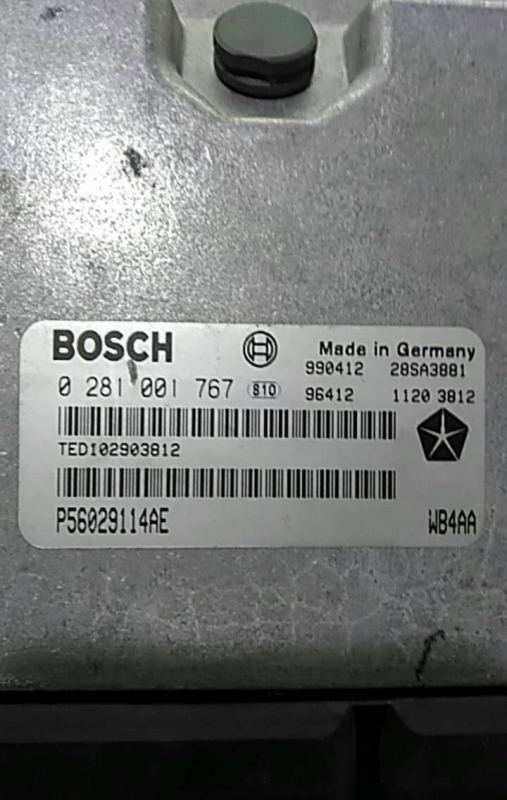 BOSCH Made in Germany
990412 28SA3881
0 281 001 767 810 96412 1120 3812
TED102903812
P56029114AE WB4AA